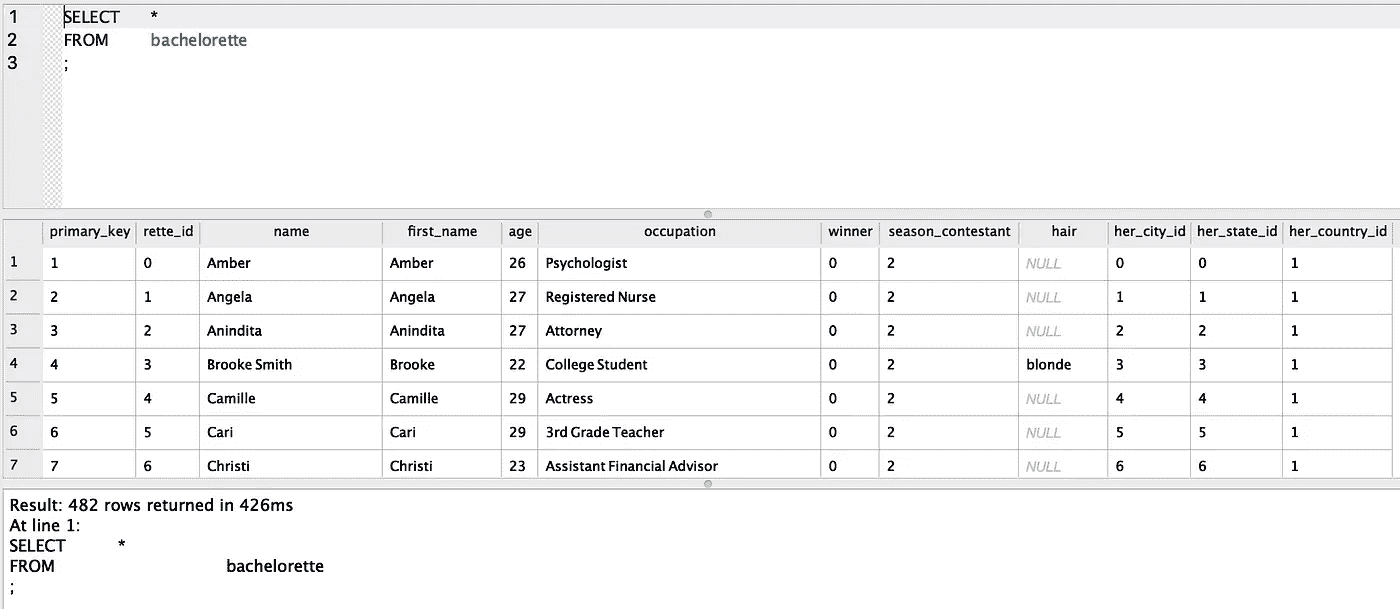 1 SELECT *
2 FROM bachelorette
3 ;
primary_key rette_id name first_name age occupation winner season_contestant hair her_city_id her_state_id her_country_id
1 1 0 Amber Amber 26 Psychologist 0 2 NULL 0 0 1
2 2 1 Angela Angela 27 Registered Nurse 0 2 NULL 1 1 1
3 3 2 Anindita Anindita 27 Attorney 0 2 NULL 2 2 1
4 4 3 Brooke Smith Brooke 22 College Student 0 2 blonde 3 3 1
5 5 4 Camille Camille 29 Actress 0 2 NULL 4 4 1
6 6 5 Cari Cari 29 3rd Grade Teacher 0 2 NULL 5 5 1
7 7 6 Christi Christi 23 Assistant Financial Advisor 0 2 NULL 6 6 1
Result: 482 rows returned in 426ms
At line 1:
SELECT *
FROM bachelorette
;